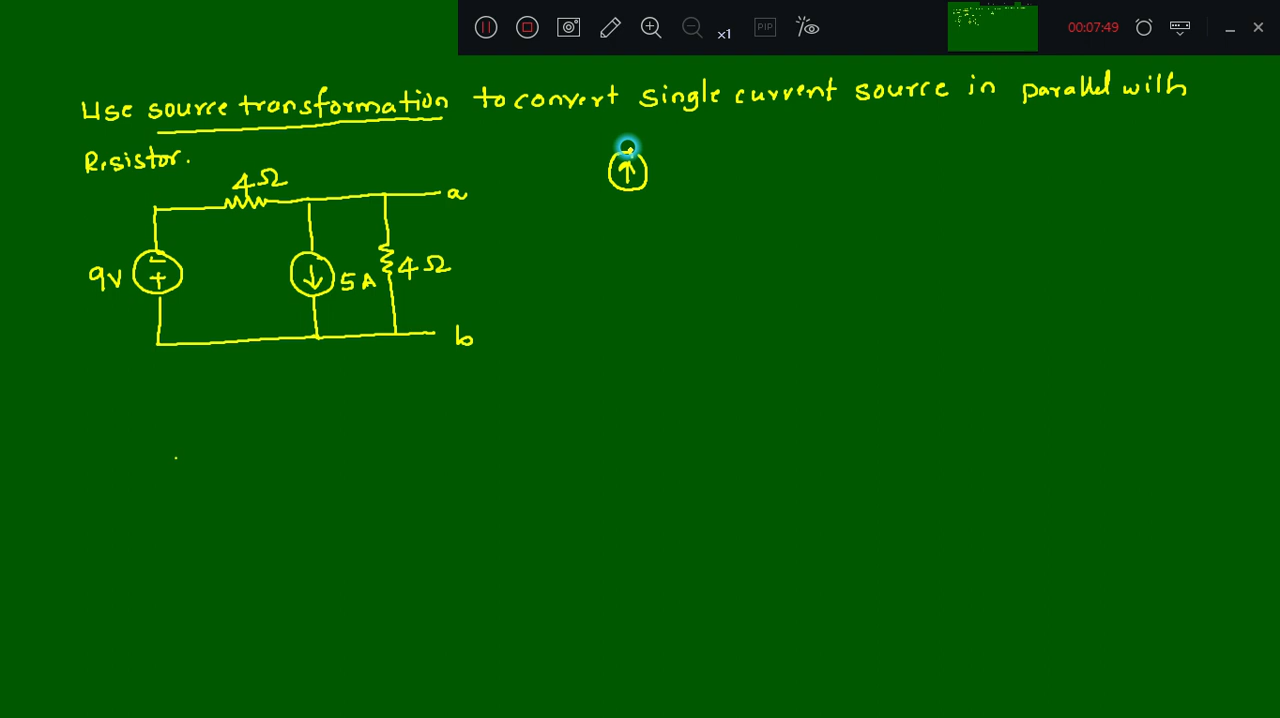 x1
PIP
00:07:49
Use source transformation to convert single current source in parallel with
Resistor.
4Ω
a
9V
- +
5A
4Ω
b